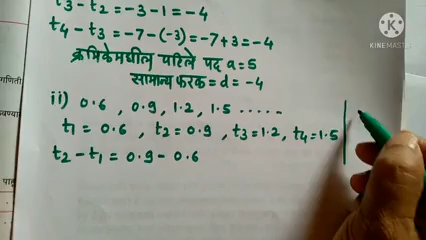 t₃ - t₂ = -3 - 1 = -4
t₄ - t₃ = -7 - (-3) = -7 + 3 = -4
क्रमिकेमधील पहिले पद a = 5
सामान्य फरक = d = -4
ii) 0.6, 0.9, 1.2, 1.5 ......
t₁ = 0.6, t₂ = 0.9, t₃ = 1.2, t₄ = 1.5
t₂ - t₁ = 0.9 - 0.6
KINEMASTER